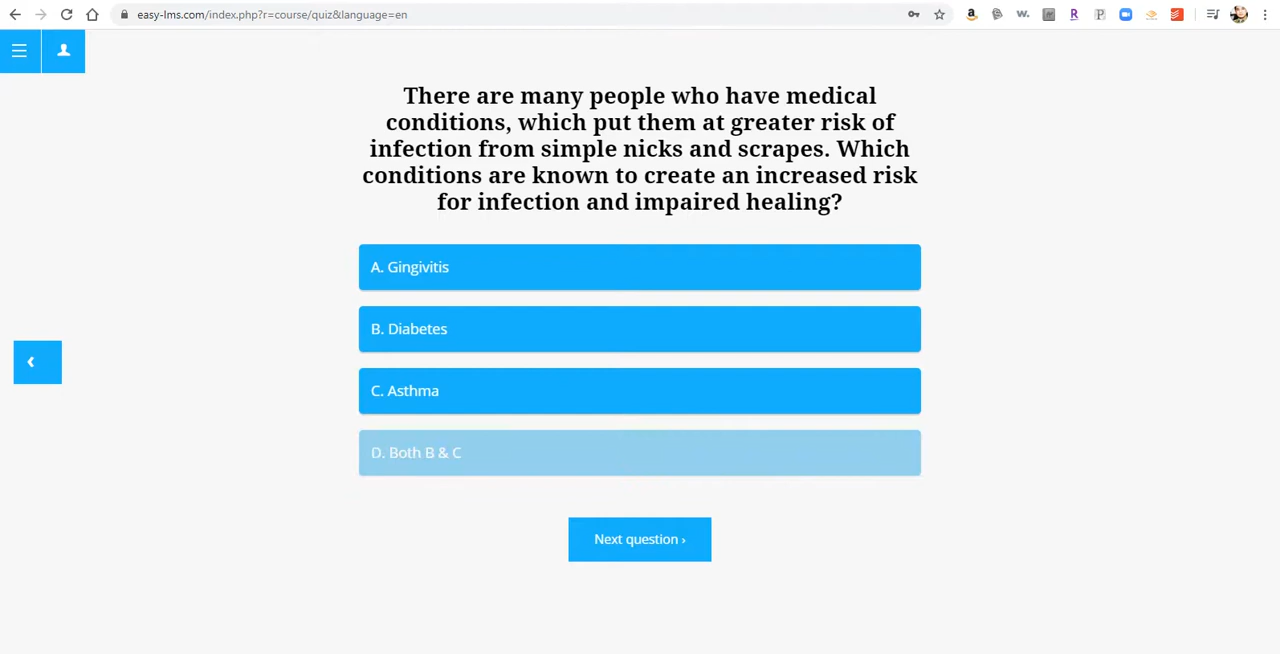 easy-lms.com/index.php?r=course/quiz&language=en
There are many people who have medical
conditions, which put them at greater risk of
infection from simple nicks and scrapes. Which
conditions are known to create an increased risk
for infection and impaired healing?
A. Gingivitis
B. Diabetes
C. Asthma
D. Both B & C
Next question ›